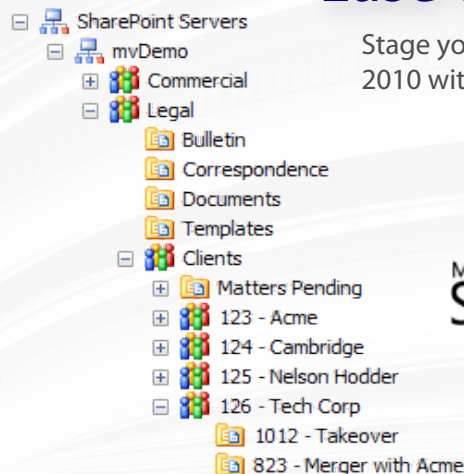 SharePoint Servers
mvDemo
Commercial
Legal
Bulletin
Correspondence
Documents
Templates
Clients
Matters Pending
123 - Acme
124 - Cambridge
125 - Nelson Hodder
126 - Tech Corp
1012 - Takeover
823 - Merger with Acme
Stage yo
2010 wit